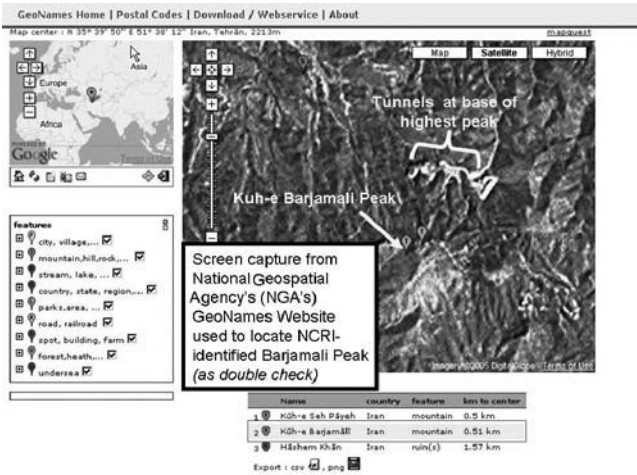 GeoNames Home | Postal Codes | Download / Webservice | About
Map center : N 35° 39' 50" E 51° 38' 12" Iran, Tehrān, 2213m
mapquest
Map
Satellite
Hybrid
Asia
Europe
Africa
POWERED BY
Google
Terms of Use
Tunnels at base of
highest peak
Kuh-e Barjamali Peak
features
city, village,...
mountain,hill,rock,...
stream, lake, ...
country, state, region,...
parks,area, ...
road, railroad
spot, building, farm
forest,heath,...
undersea
Screen capture from
National Geospatial
Agency's (NGA's)
GeoNames Website
used to locate NCRI-
identified Barjamali Peak
(as double check)
Imagery ©2005 DigitalGlobe - Terms of Use
Name country feature km to center
1 Kūh-e Seh Pāyeh Iran mountain 0.5 km
2 Kūh-e Barjamālī Iran mountain 0.51 km
3 Hāshem Khān Iran ruin(s) 1.57 km
Export : csv , png